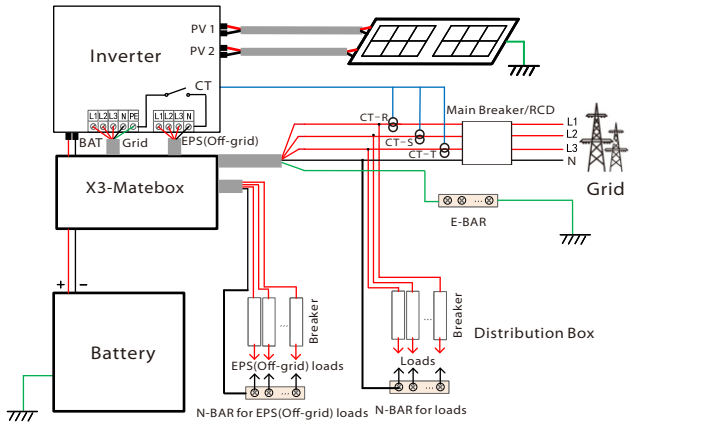 PV 1
Inverter
PV 2
CT
L1 L2 L3 N PE
L1 L2 L3 N
BAT
Grid
EPS(Off-grid)
Main Breaker/RCD
CT-R
CT-S
CT-T
L1
L2
L3
N
Grid
X3-Matebox
E-BAR
+ −
Battery
Breaker
Breaker
Distribution Box
EPS(Off-grid) loads
Loads
N-BAR for EPS(Off-grid) loads
N-BAR for loads